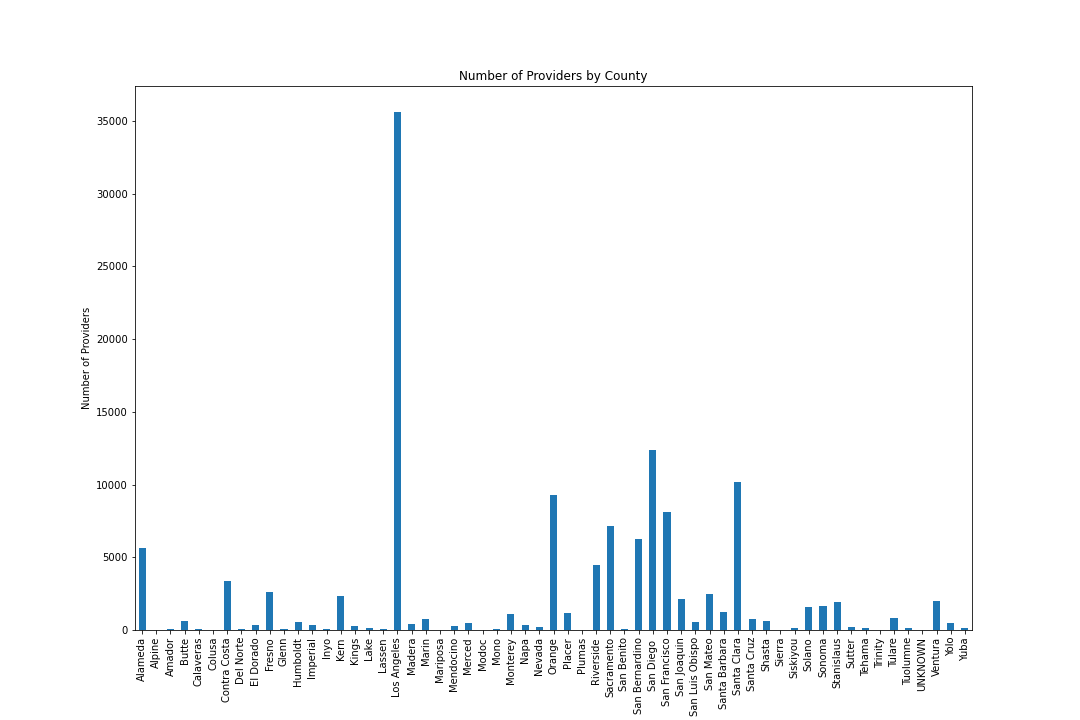 Number of Providers by County
Number of Providers
35000
30000
25000
20000
15000
10000
5000
0
Alameda
Alpine
Amador
Butte
Calaveras
Colusa
Contra Costa
Del Norte
El Dorado
Fresno
Glenn
Humboldt
Imperial
Inyo
Kern
Kings
Lake
Lassen
Los Angeles
Madera
Marin
Mariposa
Mendocino
Merced
Modoc
Mono
Monterey
Napa
Nevada
Orange
Placer
Plumas
Riverside
Sacramento
San Benito
San Bernardino
San Diego
San Francisco
San Joaquin
San Luis Obispo
San Mateo
Santa Barbara
Santa Clara
Santa Cruz
Shasta
Sierra
Siskiyou
Solano
Sonoma
Stanislaus
Sutter
Tehama
Trinity
Tulare
Tuolumne
UNKNOWN
Ventura
Yolo
Yuba